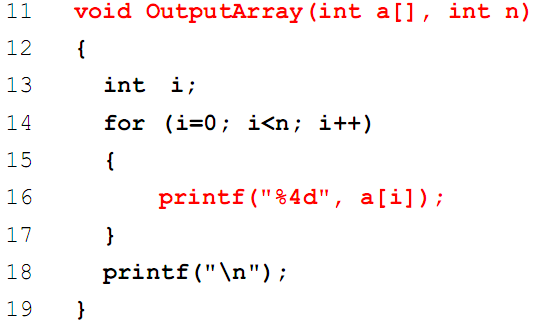 11 void OutputArray(int a[], int n)
12 {
13 int i;
14 for (i=0; i<n; i++)
15 {
16 printf("%4d", a[i]);
17 }
18 printf("\n");
19 }